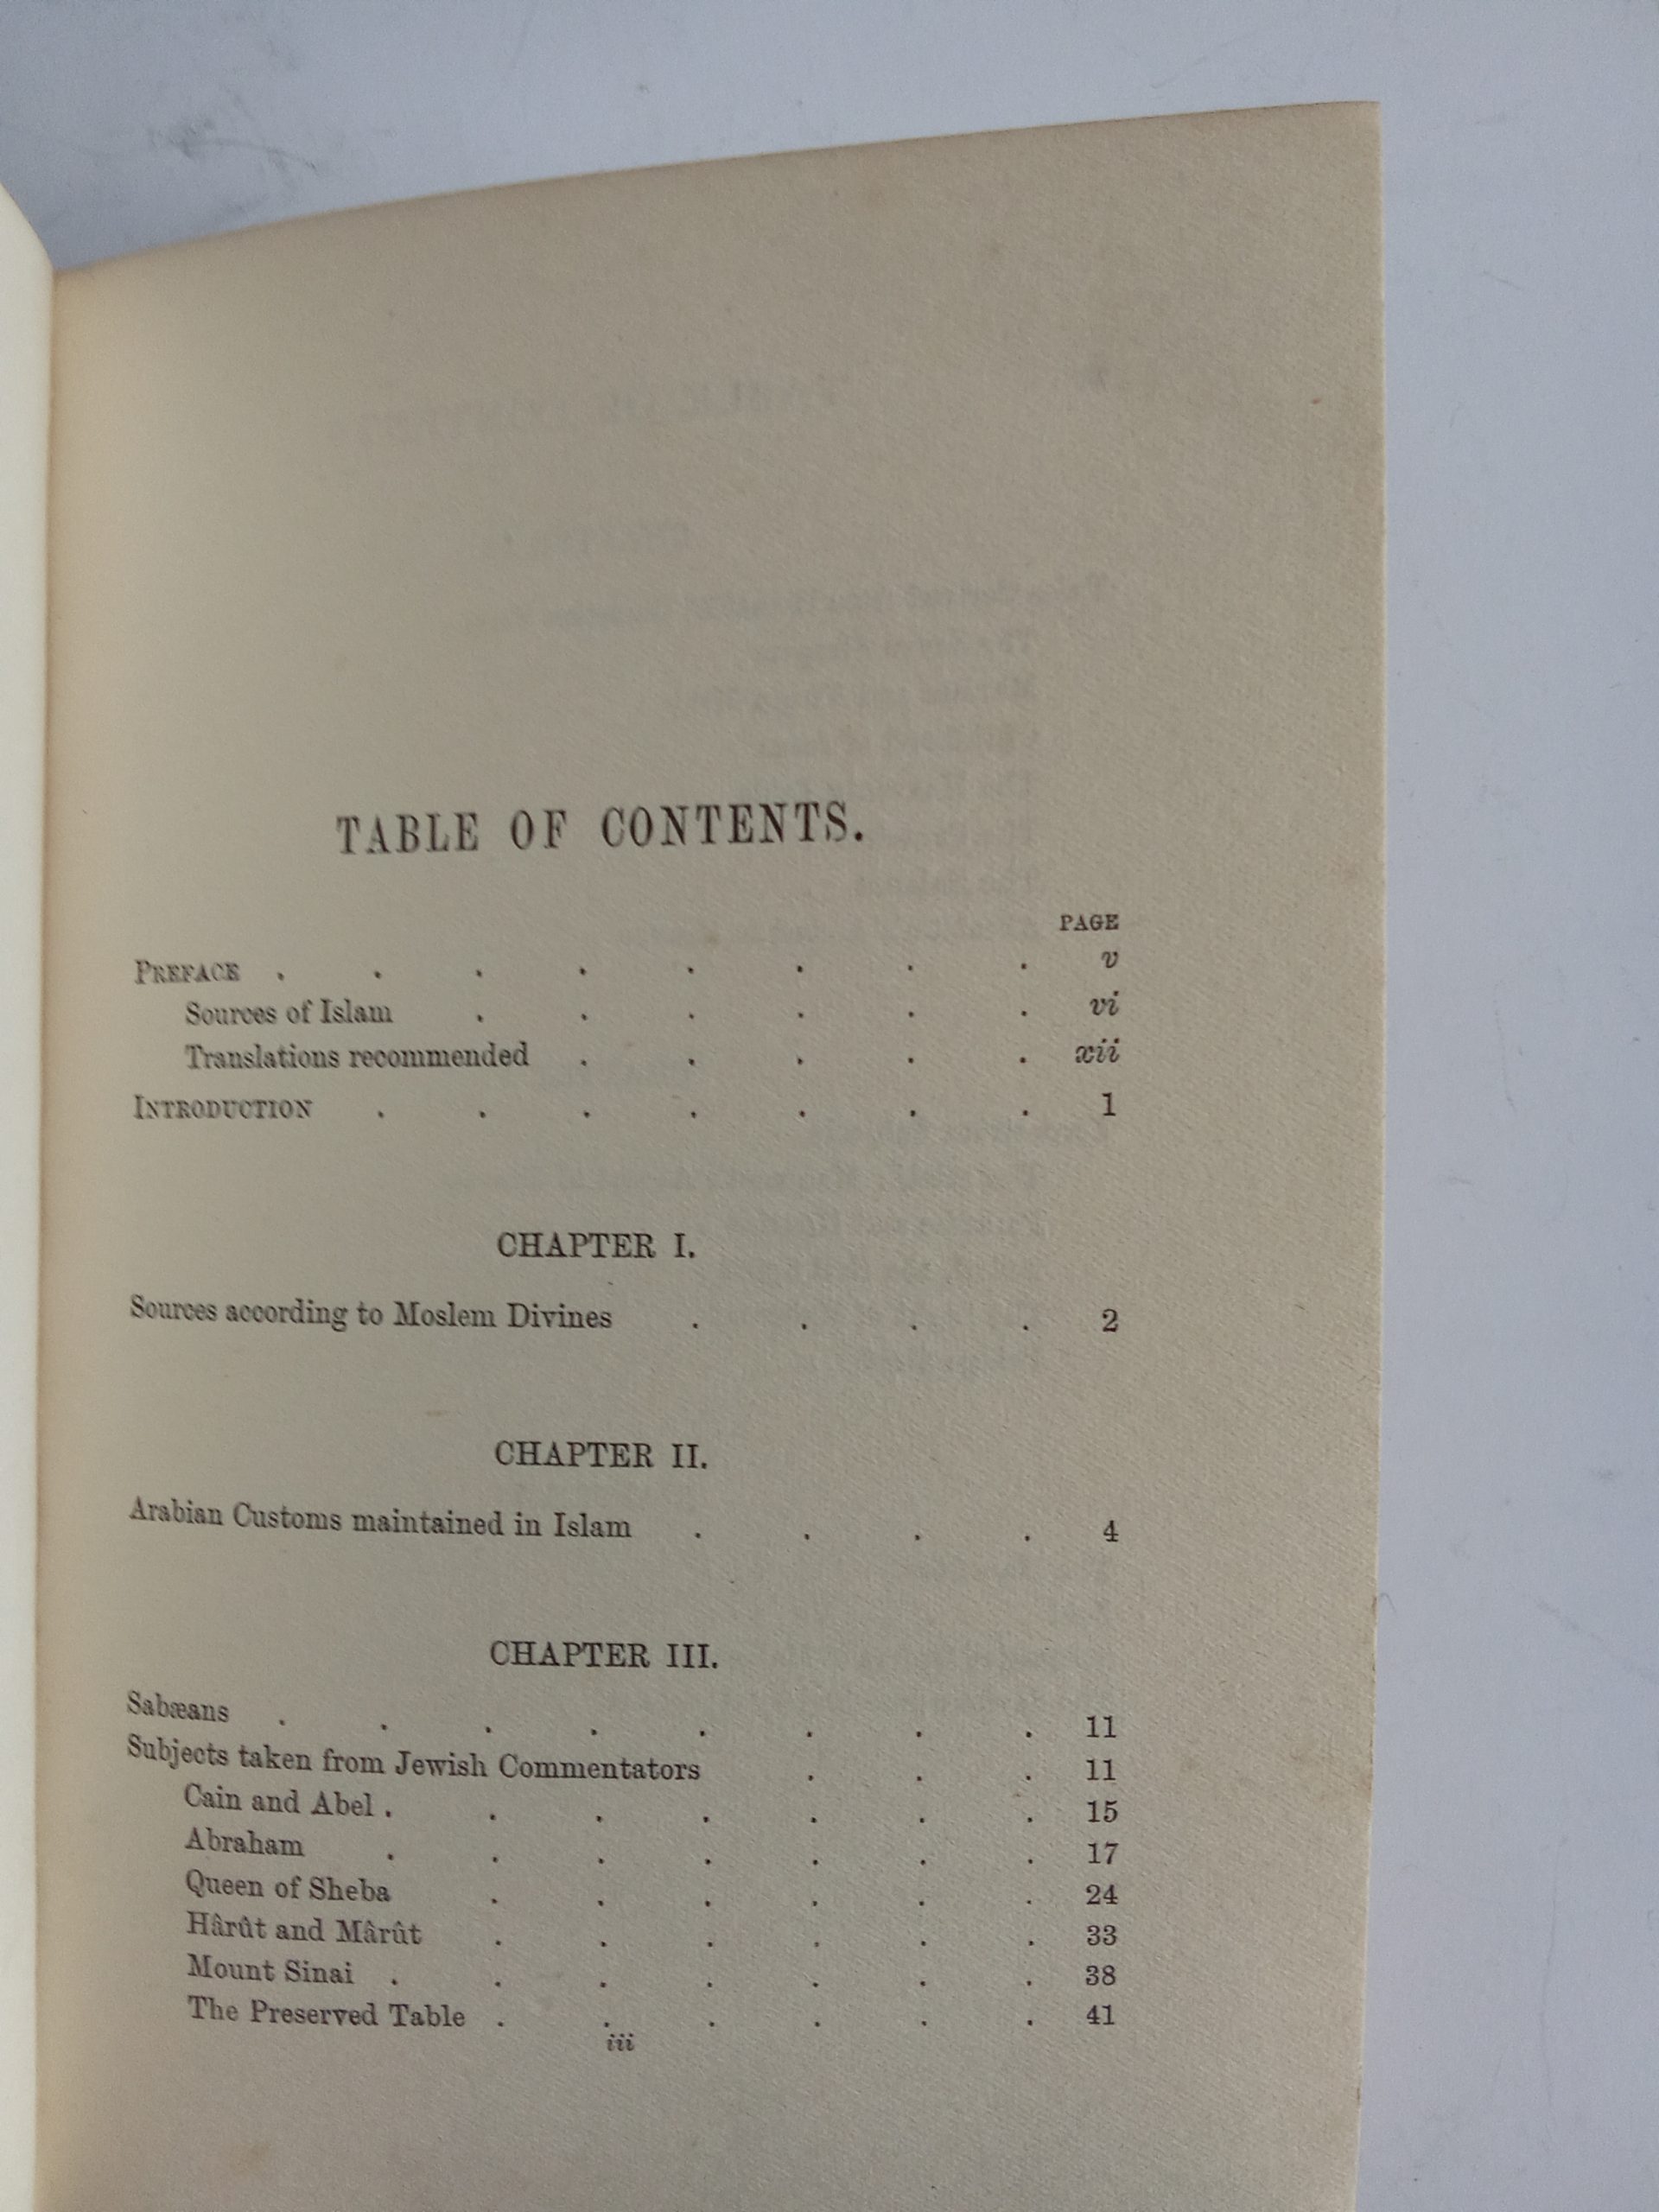 TABLE OF CONTENTS.
PAGE
PREFACE . . . . . . . . v
Sources of Islam . . . . . . vi
Translations recommended . . . . . xii
INTRODUCTION . . . . . . . 1
CHAPTER I.
Sources according to Moslem Divines . . . . 2
CHAPTER II.
Arabian Customs maintained in Islam . . . . 4
CHAPTER III.
Sabæans . . . . . . . . 11
Subjects taken from Jewish Commentators . . . 11
Cain and Abel . . . . . . . 15
Abraham . . . . . . . 17
Queen of Sheba . . . . . . 24
Hârût and Mârût . . . . . . 33
Mount Sinai . . . . . . . 38
The Preserved Table . . . . . . 41
iii